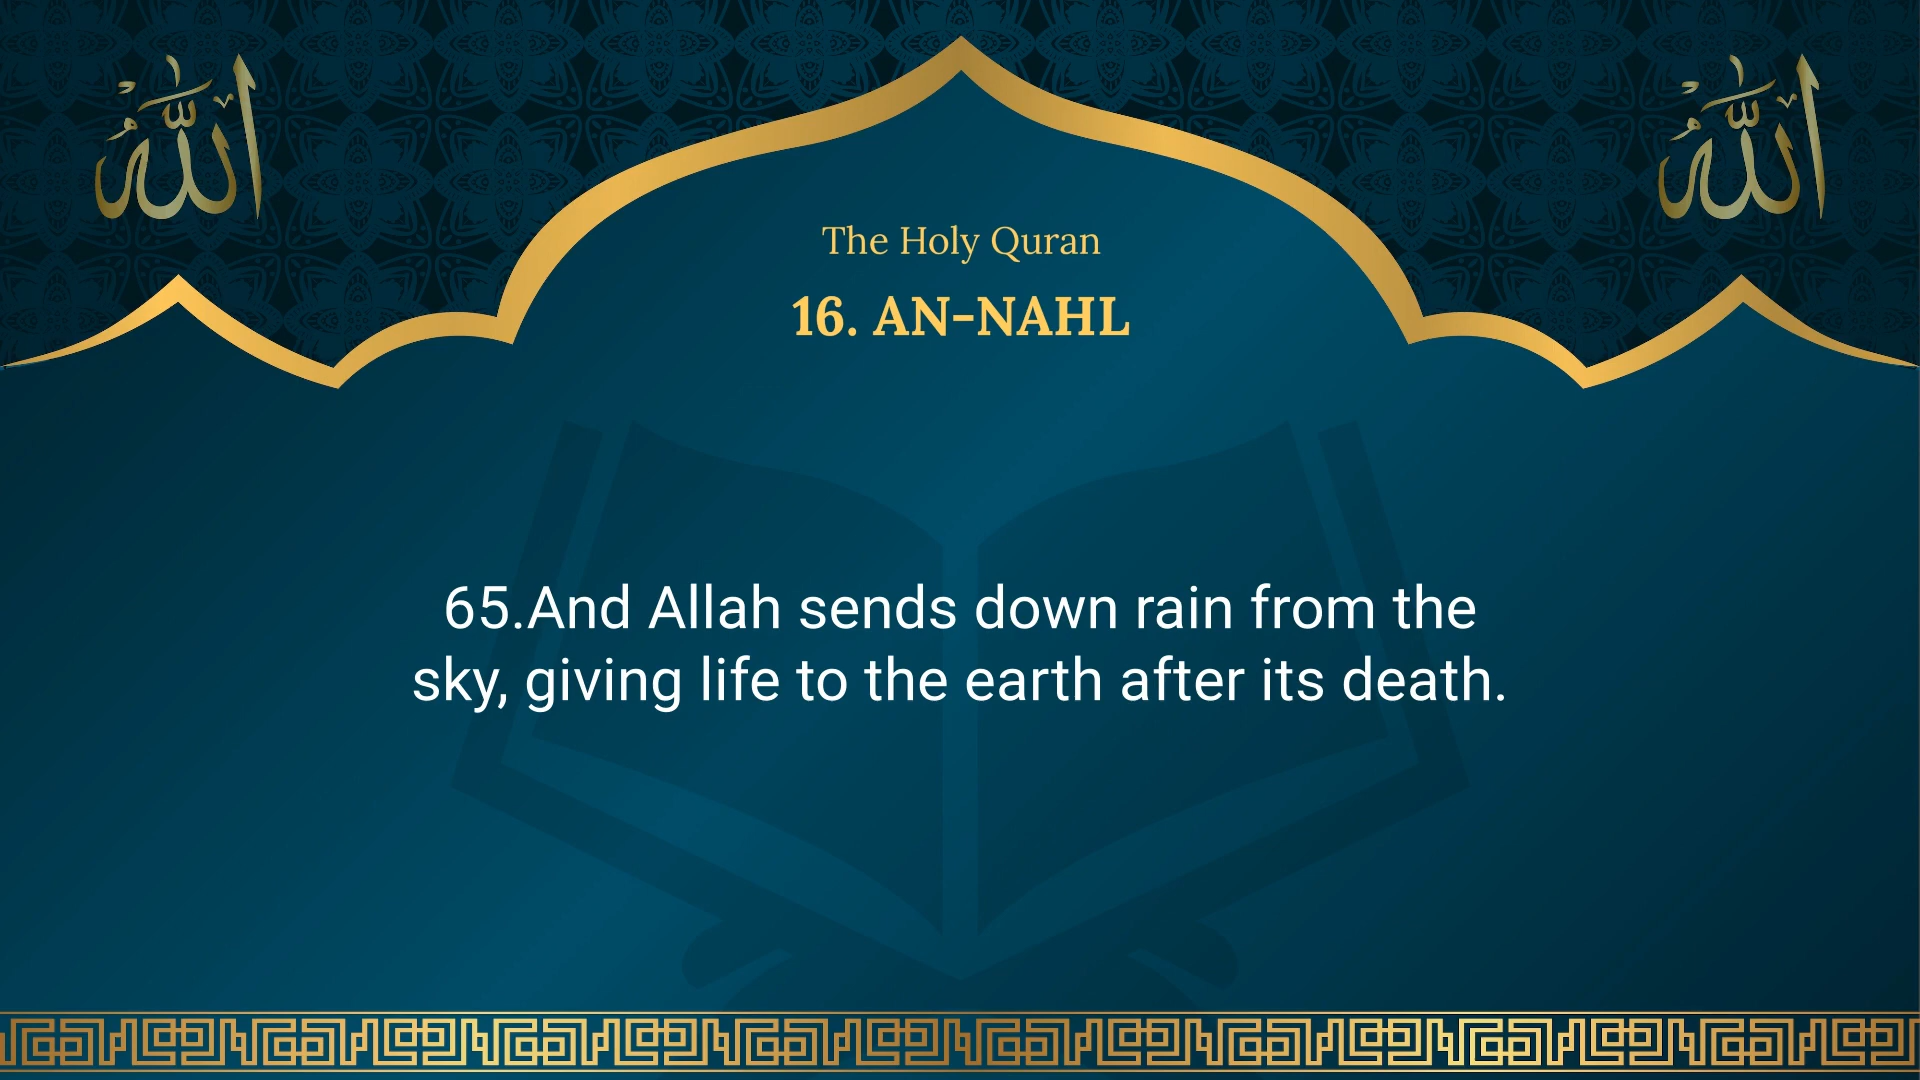 الله الله
The Holy Quran
16. AN-NAHL
65.And Allah sends down rain from the
sky, giving life to the earth after its death.